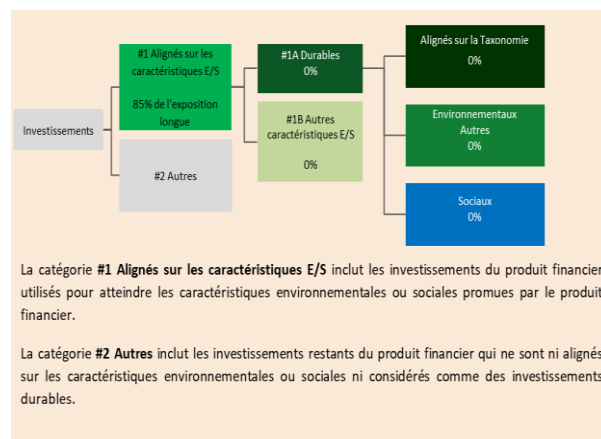 Investissements
#1 Alignés sur les
caractéristiques E/S
85% de l'exposition
longue
#2 Autres
#1A Durables
0%
#1B Autres
caractéristiques E/S
0%
Alignés sur la Taxonomie
0%
Environnementaux
Autres
0%
Sociaux
0%
La catégorie #1 Alignés sur les caractéristiques E/S inclut les investissements du produit financier
utilisés pour atteindre les caractéristiques environnementales ou sociales promues par le produit
financier.
La catégorie #2 Autres inclut les investissements restants du produit financier qui ne sont ni alignés
sur les caractéristiques environnementales ou sociales ni considérés comme des investissements
durables.